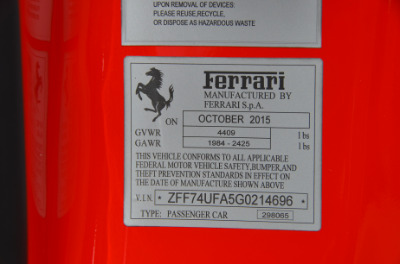 UPON REMOVAL OF DEVICES:
PLEASE REUSE,RECYCLE,
OR DISPOSE AS HAZARDOUS WASTE
Ferrari
MANUFACTURED BY
FERRARI S.p.A.
ON OCTOBER 2015
GVWR 4409 lbs
GAWR 1984 - 2425 lbs
THIS VEHICLE CONFORMS TO ALL APPLICABLE
FEDERAL MOTOR VEHICLE SAFETY,BUMPER,AND
THEFT PREVENTION STANDARDS IN EFFECT ON
THE DATE OF MANUFACTURE SHOWN ABOVE
V.I.N. * ZFF74UFA5G0214696 *
TYPE: PASSENGER CAR 298065